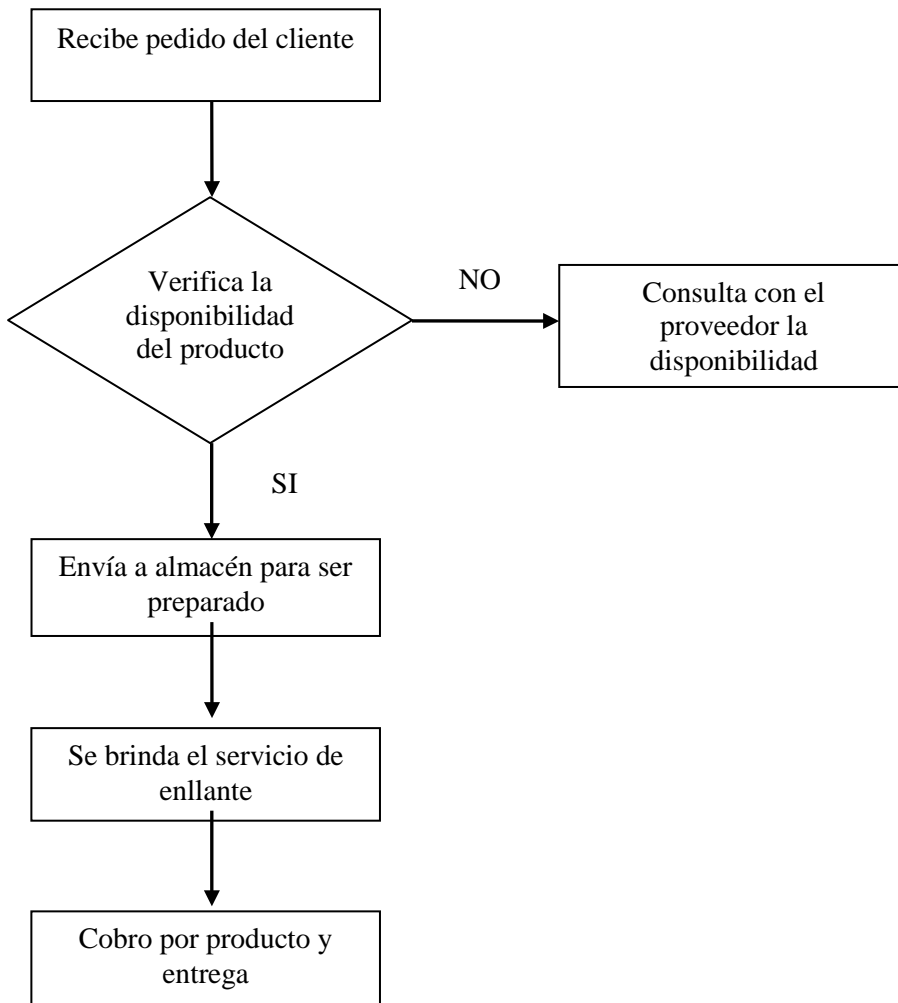 Recibe pedido del cliente
Verifica la
disponibilidad
del producto
NO
Consulta con el
proveedor la
disponibilidad
SI
Envía a almacén para ser
preparado
Se brinda el servicio de
enllante
Cobro por producto y
entrega